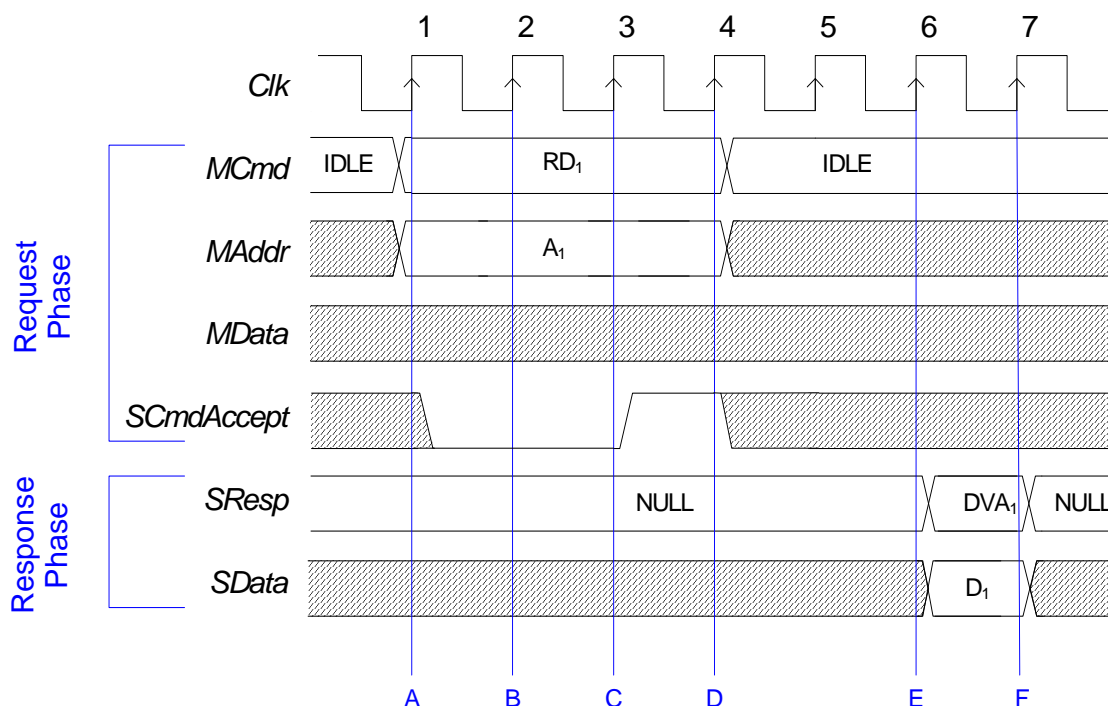 1 2 3 4 5 6 7
Clk
MCmd IDLE RD₁ IDLE
MAddr A₁
MData
SCmdAccept
Request
Phase
SResp NULL DVA₁ NULL
SData D₁
Response
Phase
A B C D E F